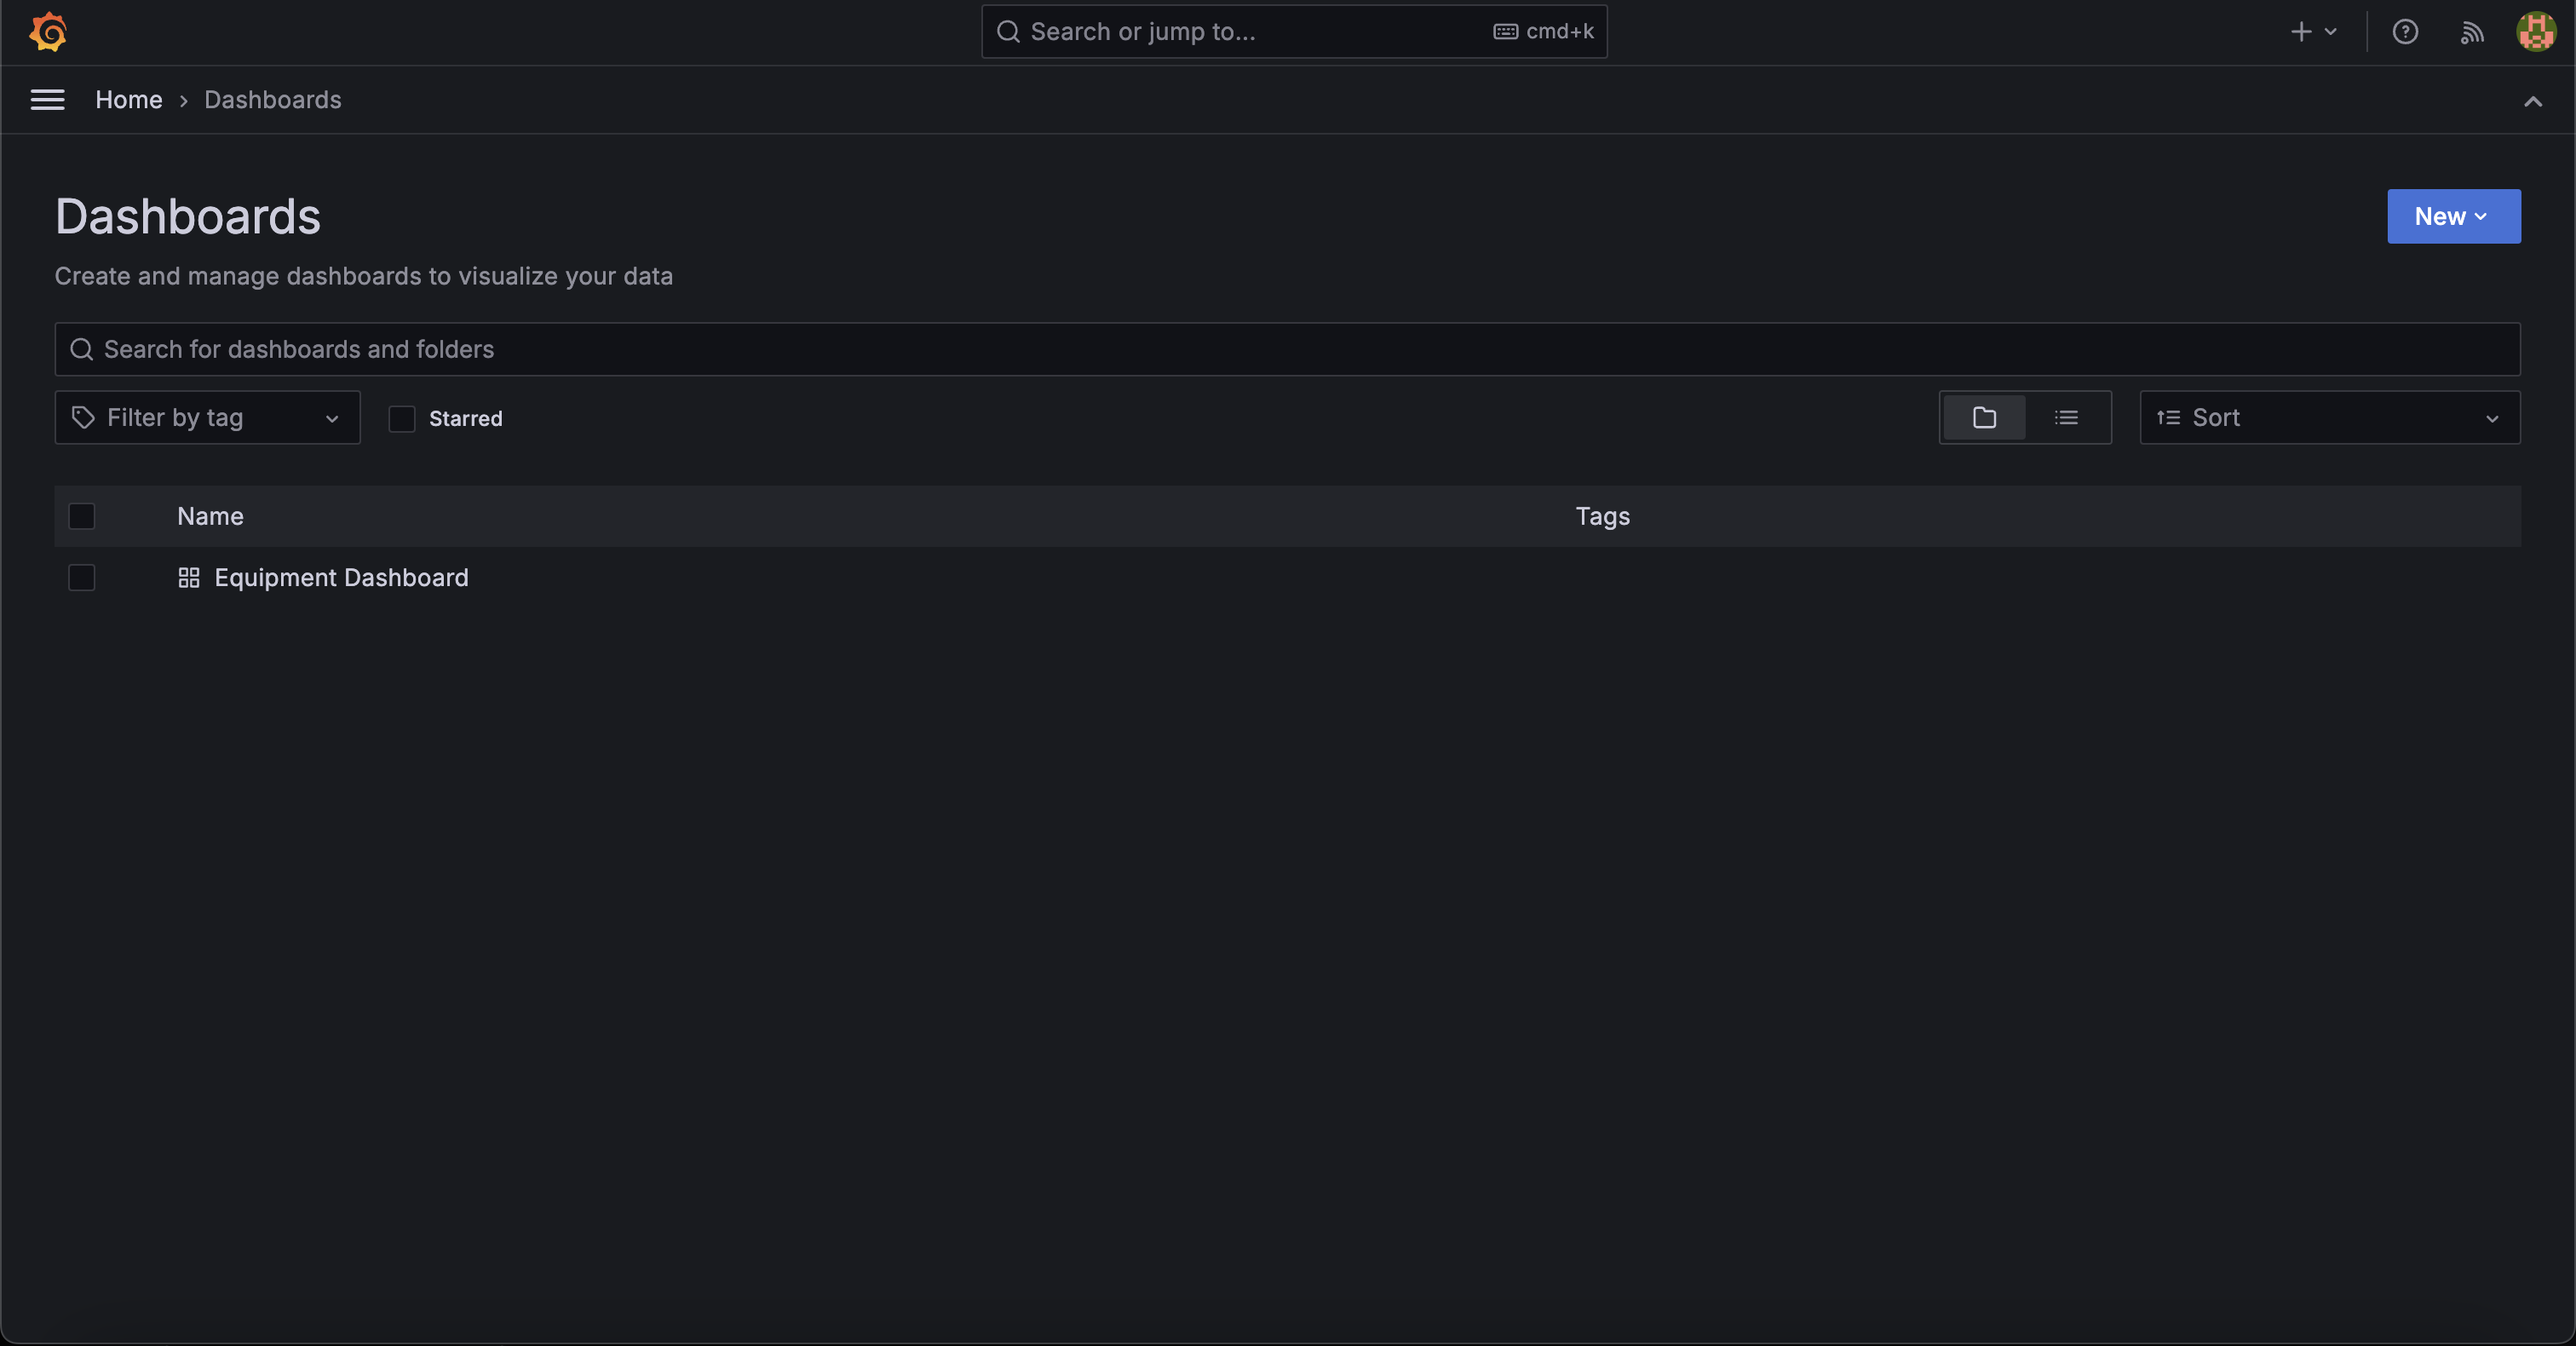 Search or jump to... cmd+k
Home › Dashboards
Dashboards
New
Create and manage dashboards to visualize your data
Search for dashboards and folders
Filter by tag Starred Sort
Name Tags
Equipment Dashboard